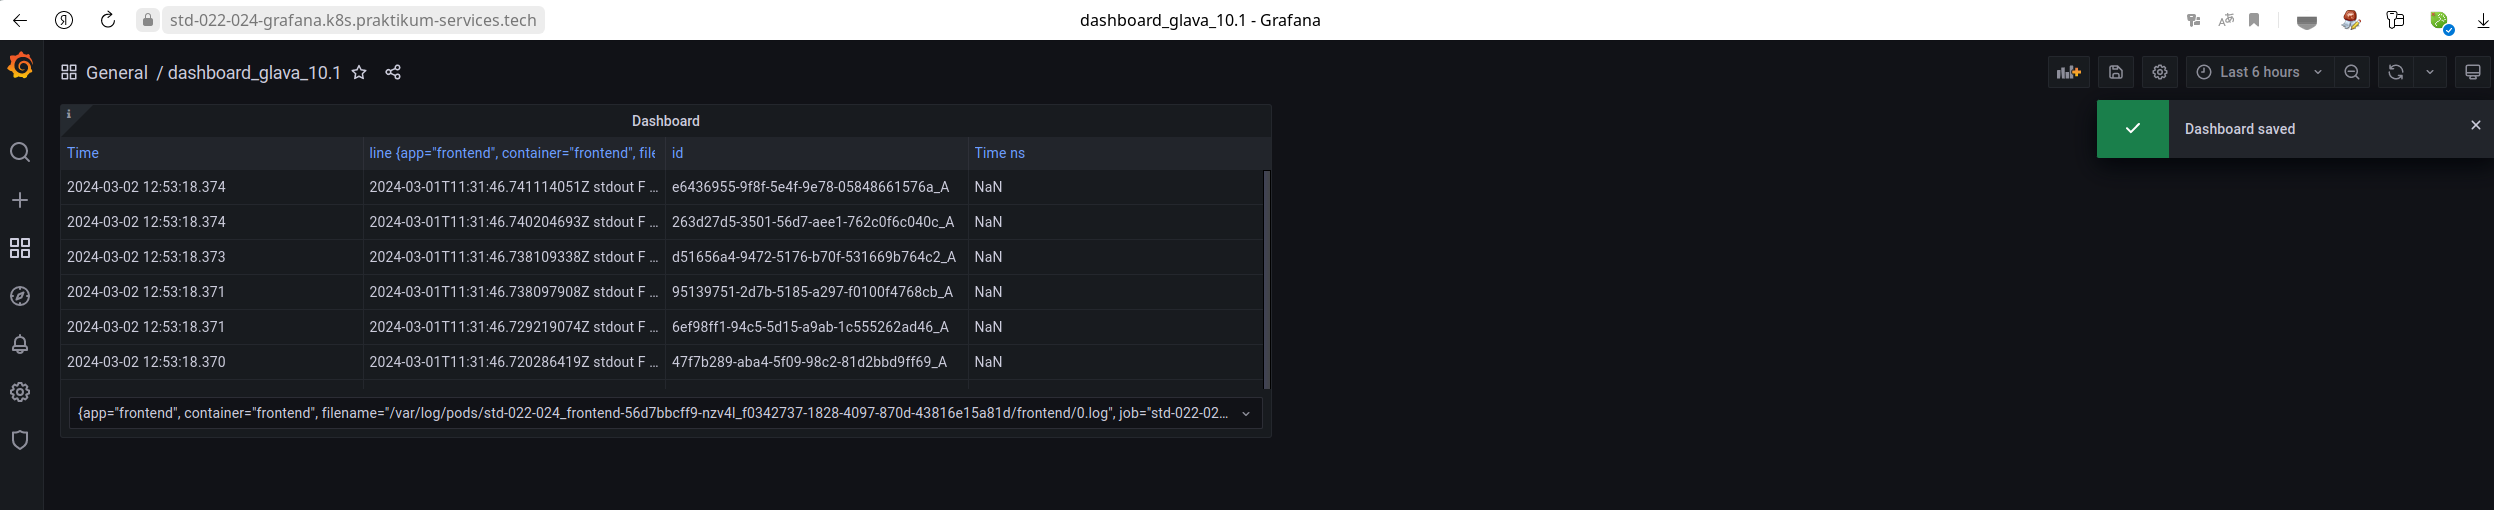 std-022-024-grafana.k8s.praktikum-services.tech
dashboard_glava_10.1 - Grafana
General / dashboard_glava_10.1
Last 6 hours
Dashboard saved
Dashboard
Time line {app="frontend", container="frontend", file id Time ns
2024-03-02 12:53:18.374 2024-03-01T11:31:46.741114051Z stdout F ... e6436955-9f8f-5e4f-9e78-05848661576a_A NaN
2024-03-02 12:53:18.374 2024-03-01T11:31:46.740204693Z stdout F ... 263d27d5-3501-56d7-aee1-762c0f6c040c_A NaN
2024-03-02 12:53:18.373 2024-03-01T11:31:46.738109338Z stdout F ... d51656a4-9472-5176-b70f-531669b764c2_A NaN
2024-03-02 12:53:18.371 2024-03-01T11:31:46.738097908Z stdout F ... 95139751-2d7b-5185-a297-f0100f4768cb_A NaN
2024-03-02 12:53:18.371 2024-03-01T11:31:46.729219074Z stdout F ... 6ef98ff1-94c5-5d15-a9ab-1c555262ad46_A NaN
2024-03-02 12:53:18.370 2024-03-01T11:31:46.720286419Z stdout F ... 47f7b289-aba4-5f09-98c2-81d2bbd9ff69_A NaN
{app="frontend", container="frontend", filename="/var/log/pods/std-022-024_frontend-56d7bbcff9-nzv4l_f0342737-1828-4097-870d-43816e15a81d/frontend/0.log", job="std-022-02...